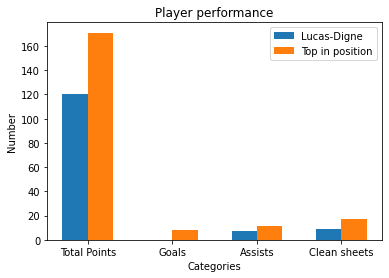 Player performance
Lucas-Digne
Top in position
160
140
120
100
80
60
40
20
0
Number
Total Points Goals Assists Clean sheets
Categories